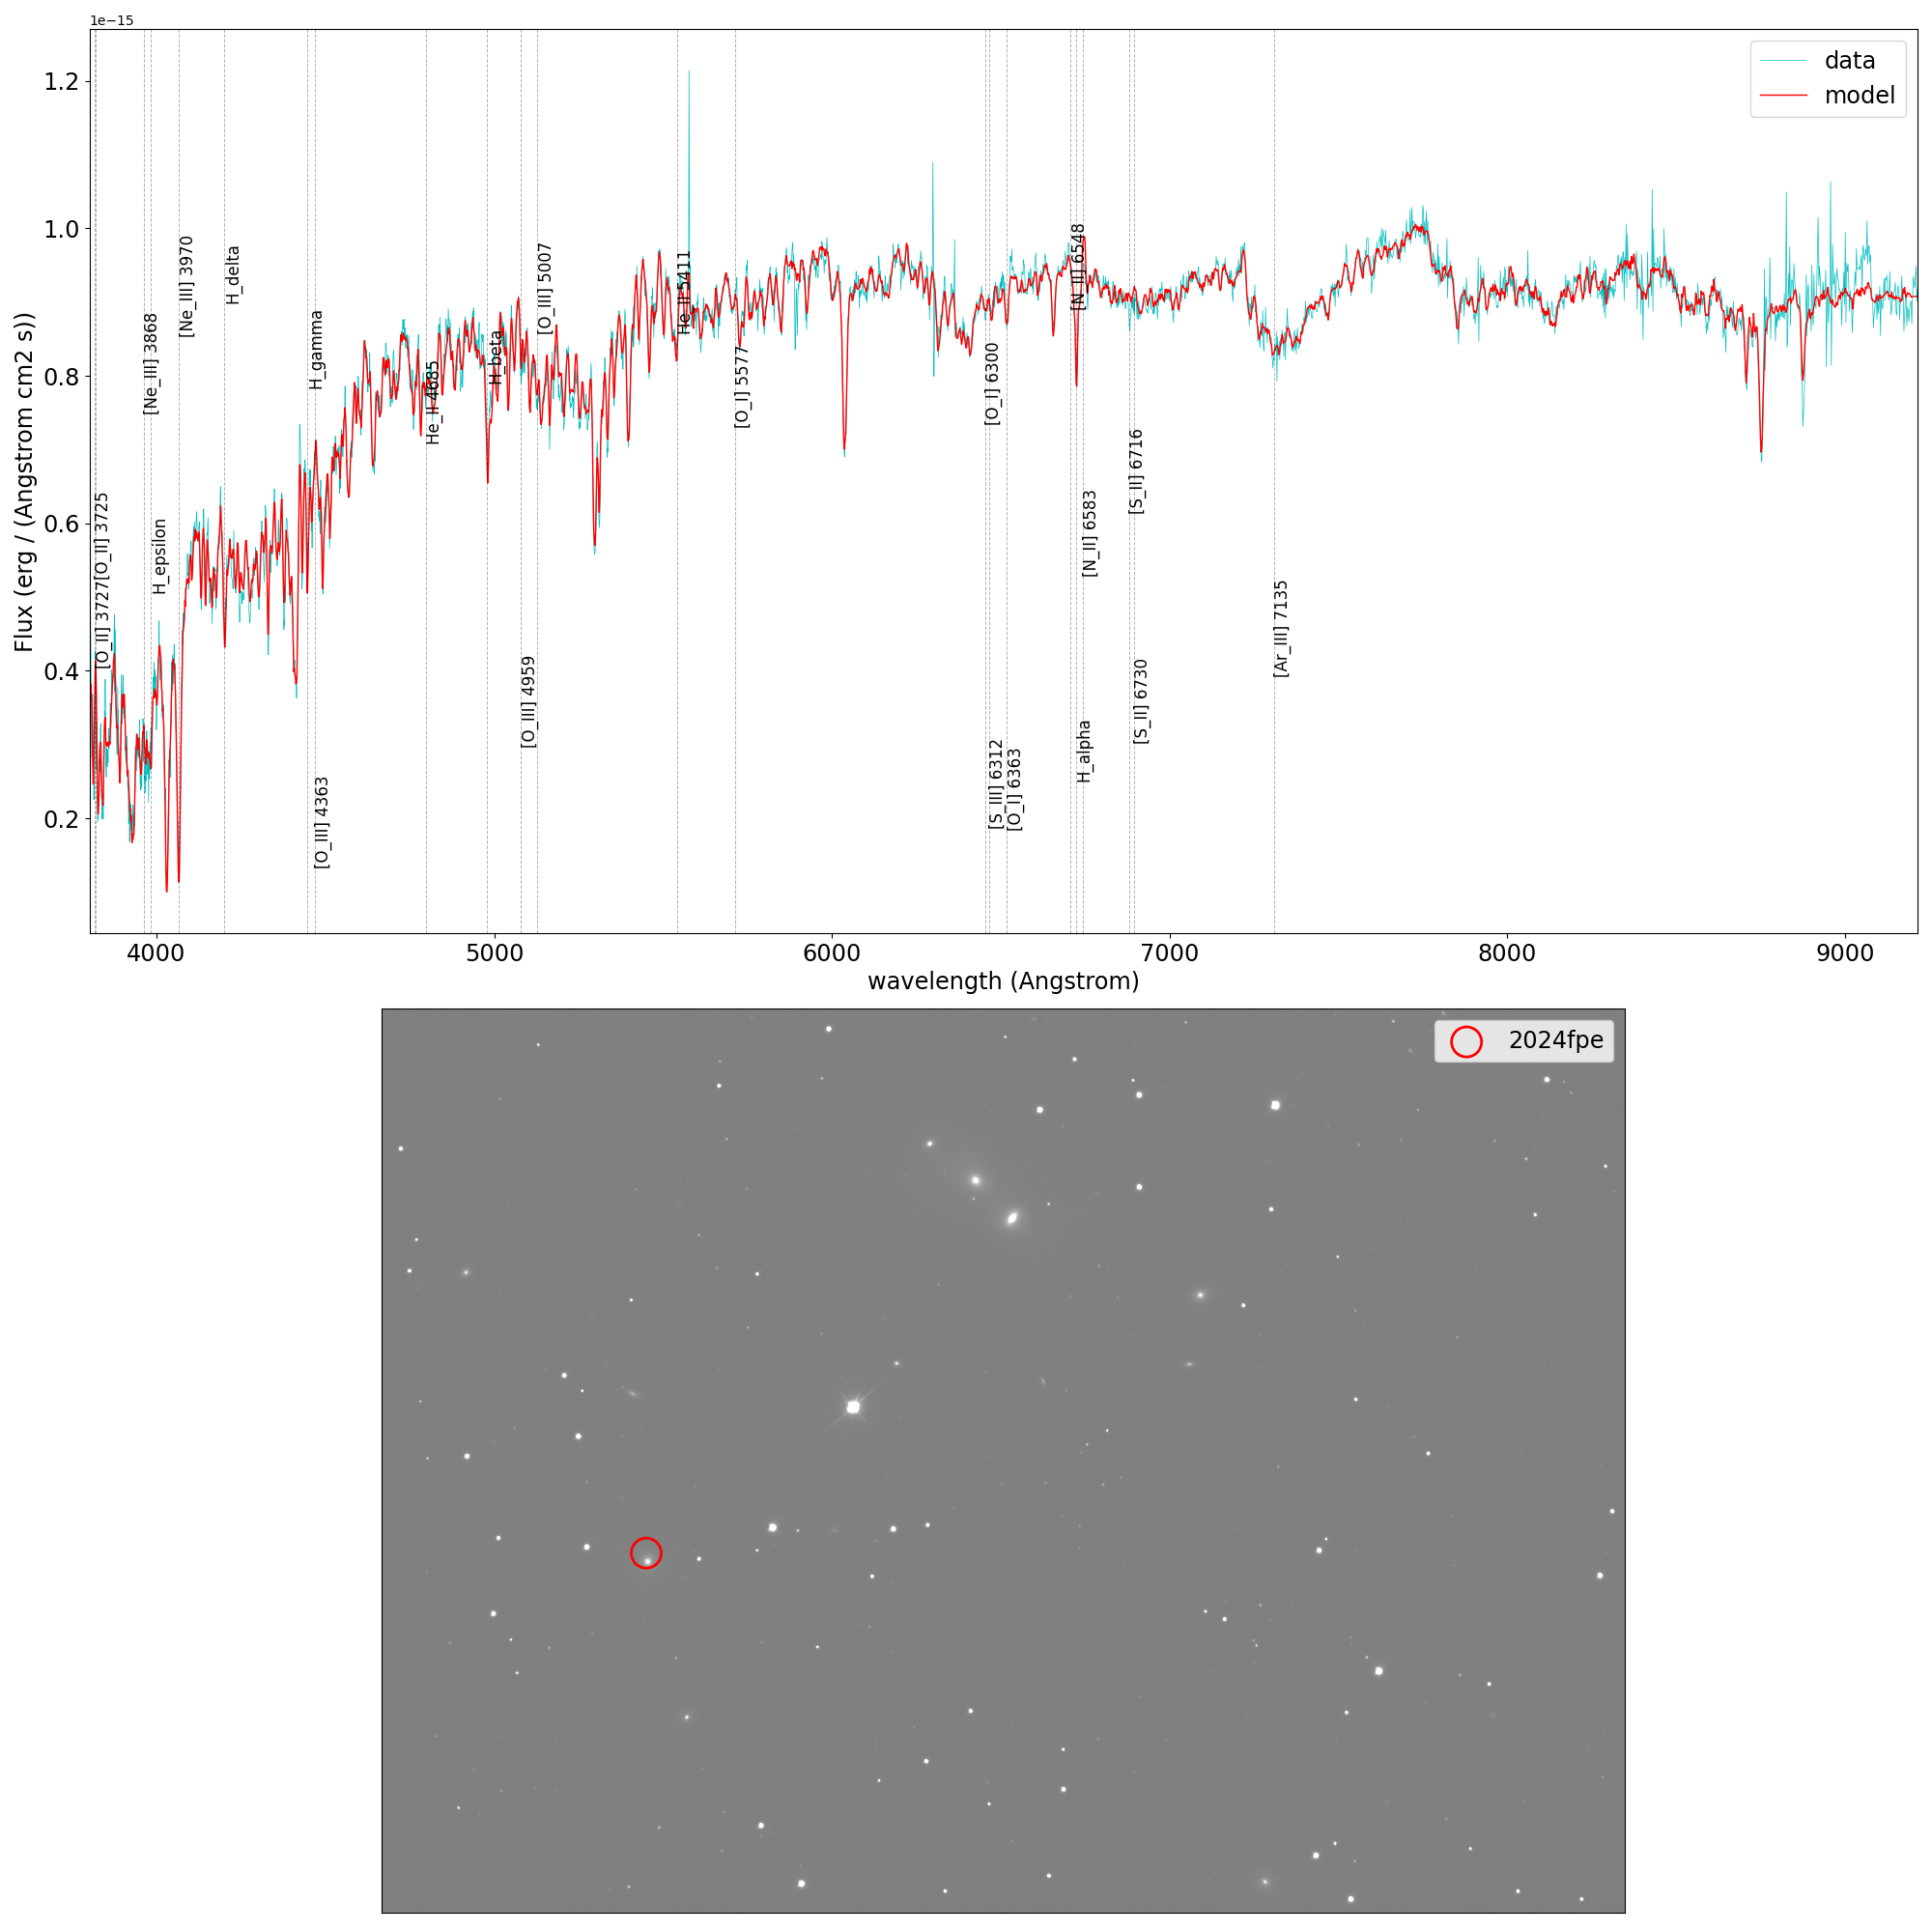 1e−15
Flux (erg / (Angstrom cm2 s))
1.2
1.0
0.8
0.6
0.4
0.2
data
model
[O_II] 3727
[O_II] 3725
[Ne_III] 3868
H_epsilon
[Ne_III] 3970
H_delta
H_gamma
[O_III] 4363
He_II 4685
H_beta
[O_III] 4959
[O_III] 5007
He_II 5411
[O_I] 5577
[O_I] 6300
[S_III] 6312
[O_I] 6363
[N_II] 6548
H_alpha
[N_II] 6583
[S_II] 6716
[S_II] 6730
[Ar_III] 7135
4000 5000 6000 7000 8000 9000
wavelength (Angstrom)
2024fpe